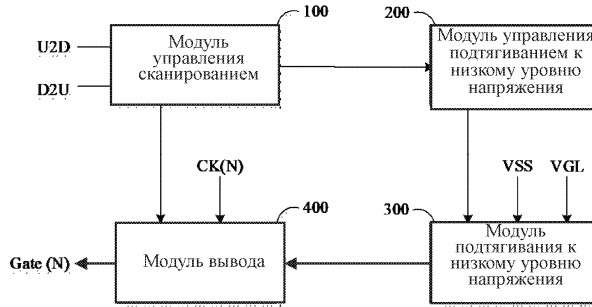 100
200
U2D
D2U
Модуль
управления
сканированием
Модуль управления
подтягиванием к
низкому уровню
напряжения
CK(N)
VSS
VGL
400
300
Gate (N)
Модуль вывода
Модуль
подтягивания к
низкому уровню
напряжения